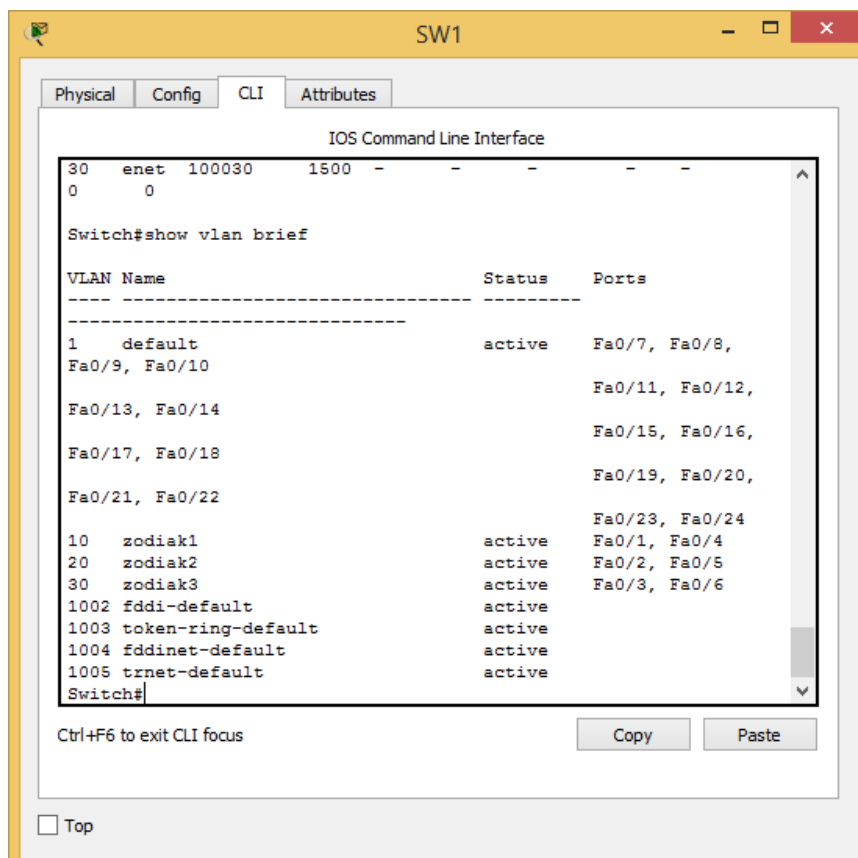 SW1
Physical Config CLI Attributes
IOS Command Line Interface
30 enet 100030 1500 - - - - -
0 0
Switch#show vlan brief
VLAN Name Status Ports
---- -------------------------------- ---------
-------------------------------
1 default active Fa0/7, Fa0/8,
Fa0/9, Fa0/10
Fa0/11, Fa0/12,
Fa0/13, Fa0/14
Fa0/15, Fa0/16,
Fa0/17, Fa0/18
Fa0/19, Fa0/20,
Fa0/21, Fa0/22
Fa0/23, Fa0/24
10 zodiak1 active Fa0/1, Fa0/4
20 zodiak2 active Fa0/2, Fa0/5
30 zodiak3 active Fa0/3, Fa0/6
1002 fddi-default active
1003 token-ring-default active
1004 fddinet-default active
1005 trnet-default active
Switch#
Ctrl+F6 to exit CLI focus Copy Paste
Top